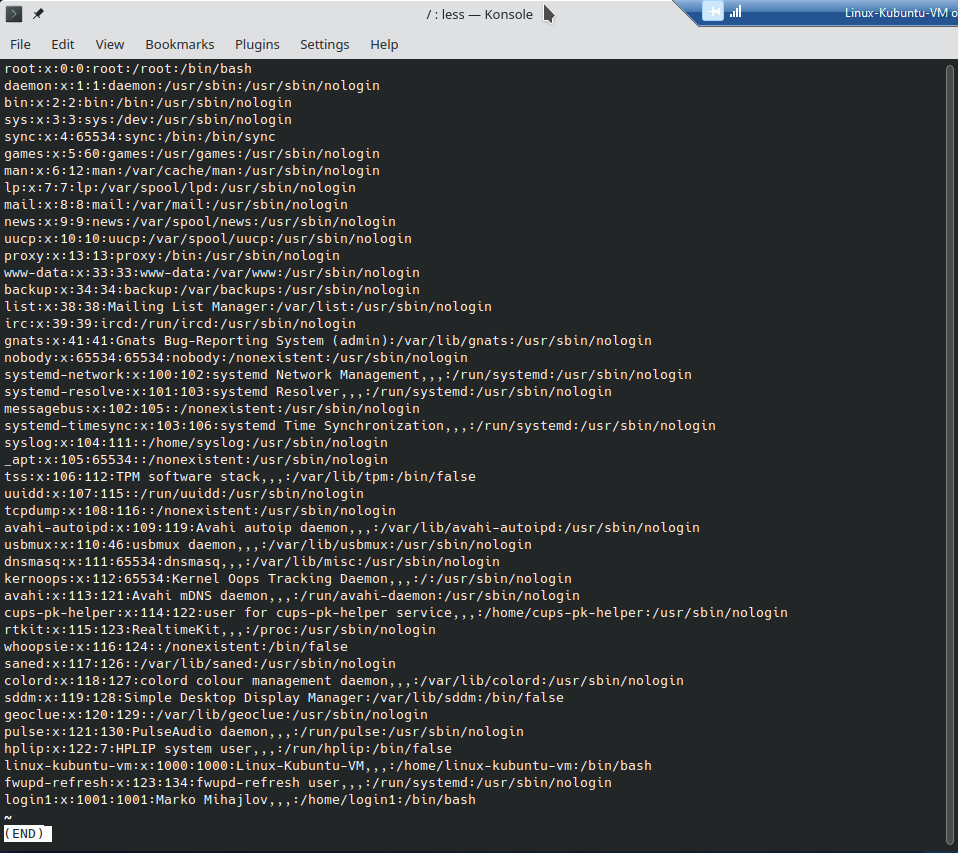 / : less — Konsole
Linux-Kubuntu-VM o
File Edit View Bookmarks Plugins Settings Help
root:x:0:0:root:/root:/bin/bash
daemon:x:1:1:daemon:/usr/sbin:/usr/sbin/nologin
bin:x:2:2:bin:/bin:/usr/sbin/nologin
sys:x:3:3:sys:/dev:/usr/sbin/nologin
sync:x:4:65534:sync:/bin:/bin/sync
games:x:5:60:games:/usr/games:/usr/sbin/nologin
man:x:6:12:man:/var/cache/man:/usr/sbin/nologin
lp:x:7:7:lp:/var/spool/lpd:/usr/sbin/nologin
mail:x:8:8:mail:/var/mail:/usr/sbin/nologin
news:x:9:9:news:/var/spool/news:/usr/sbin/nologin
uucp:x:10:10:uucp:/var/spool/uucp:/usr/sbin/nologin
proxy:x:13:13:proxy:/bin:/usr/sbin/nologin
www-data:x:33:33:www-data:/var/www:/usr/sbin/nologin
backup:x:34:34:backup:/var/backups:/usr/sbin/nologin
list:x:38:38:Mailing List Manager:/var/list:/usr/sbin/nologin
irc:x:39:39:ircd:/run/ircd:/usr/sbin/nologin
gnats:x:41:41:Gnats Bug-Reporting System (admin):/var/lib/gnats:/usr/sbin/nologin
nobody:x:65534:65534:nobody:/nonexistent:/usr/sbin/nologin
systemd-network:x:100:102:systemd Network Management,,,:/run/systemd:/usr/sbin/nologin
systemd-resolve:x:101:103:systemd Resolver,,,:/run/systemd:/usr/sbin/nologin
messagebus:x:102:105::/nonexistent:/usr/sbin/nologin
systemd-timesync:x:103:106:systemd Time Synchronization,,,:/run/systemd:/usr/sbin/nologin
syslog:x:104:111::/home/syslog:/usr/sbin/nologin
_apt:x:105:65534::/nonexistent:/usr/sbin/nologin
tss:x:106:112:TPM software stack,,,:/var/lib/tpm:/bin/false
uuidd:x:107:115::/run/uuidd:/usr/sbin/nologin
tcpdump:x:108:116::/nonexistent:/usr/sbin/nologin
avahi-autoipd:x:109:119:Avahi autoip daemon,,,:/var/lib/avahi-autoipd:/usr/sbin/nologin
usbmux:x:110:46:usbmux daemon,,,:/var/lib/usbmux:/usr/sbin/nologin
dnsmasq:x:111:65534:dnsmasq,,,:/var/lib/misc:/usr/sbin/nologin
kernoops:x:112:65534:Kernel Oops Tracking Daemon,,,:/:/usr/sbin/nologin
avahi:x:113:121:Avahi mDNS daemon,,,:/run/avahi-daemon:/usr/sbin/nologin
cups-pk-helper:x:114:122:user for cups-pk-helper service,,,:/home/cups-pk-helper:/usr/sbin/nologin
rtkit:x:115:123:RealtimeKit,,,:/proc:/usr/sbin/nologin
whoopsie:x:116:124::/nonexistent:/bin/false
saned:x:117:126::/var/lib/saned:/usr/sbin/nologin
colord:x:118:127:colord colour management daemon,,,:/var/lib/colord:/usr/sbin/nologin
sddm:x:119:128:Simple Desktop Display Manager:/var/lib/sddm:/bin/false
geoclue:x:120:129::/var/lib/geoclue:/usr/sbin/nologin
pulse:x:121:130:PulseAudio daemon,,,:/run/pulse:/usr/sbin/nologin
hplip:x:122:7:HPLIP system user,,,:/run/hplip:/bin/false
linux-kubuntu-vm:x:1000:1000:Linux-Kubuntu-VM,,,:/home/linux-kubuntu-vm:/bin/bash
fwupd-refresh:x:123:134:fwupd-refresh user,,,:/run/systemd:/usr/sbin/nologin
login1:x:1001:1001:Marko Mihajlov,,,:/home/login1:/bin/bash
~
(END)